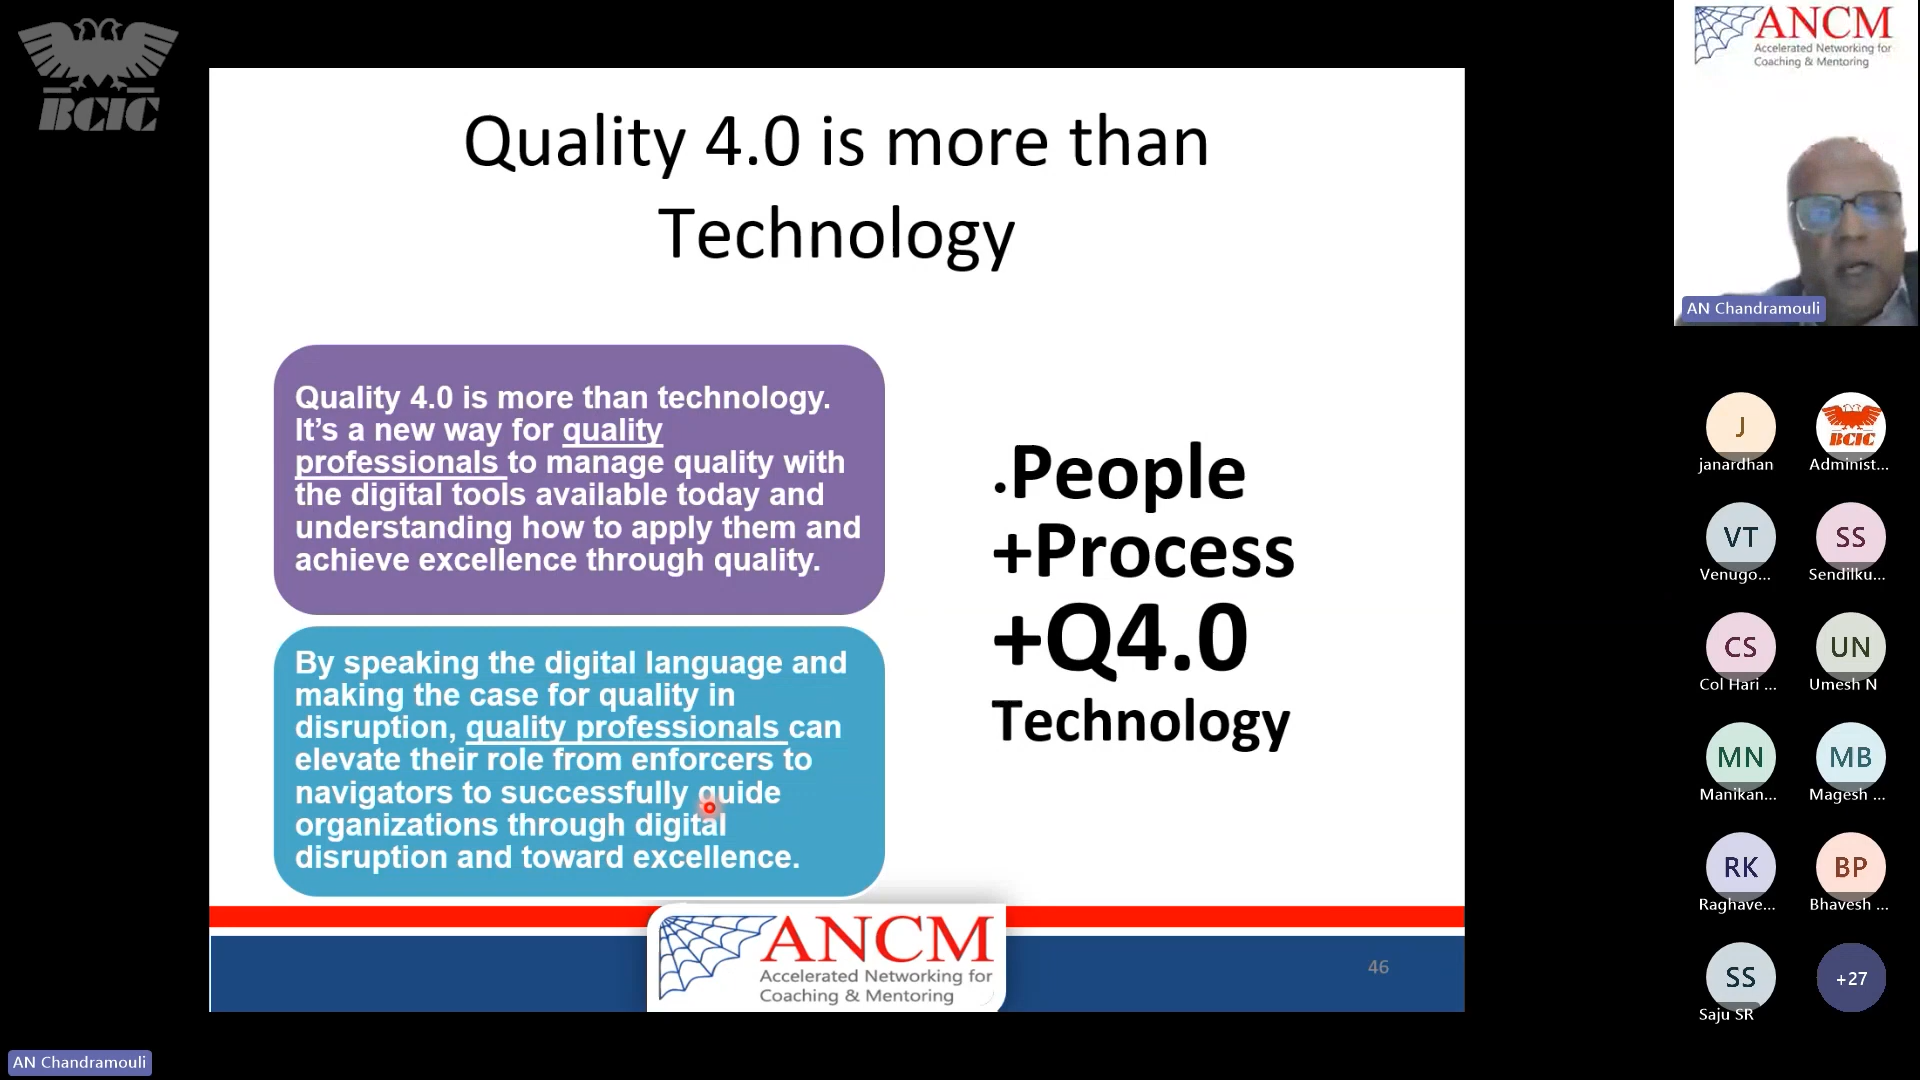 BCIC
Quality 4.0 is more than
Technology
Quality 4.0 is more than technology.
It’s a new way for quality
professionals to manage quality with
the digital tools available today and
understanding how to apply them and
achieve excellence through quality.
By speaking the digital language and
making the case for quality in
disruption, quality professionals can
elevate their role from enforcers to
navigators to successfully guide
organizations through digital
disruption and toward excellence.
.People
+Process
+Q4.0
Technology
ANCM
Accelerated Networking for
Coaching & Mentoring
46
AN Chandramouli
ANCM
Accelerated Networking for
Coaching & Mentoring
AN Chandramouli
J
janardhan
BCIC
Administ...
VT
Venugo...
SS
Sendilku...
CS
Col Hari ...
UN
Umesh N
MN
Manikan...
MB
Magesh ...
RK
Raghave...
BP
Bhavesh ...
SS
Saju SR
+27